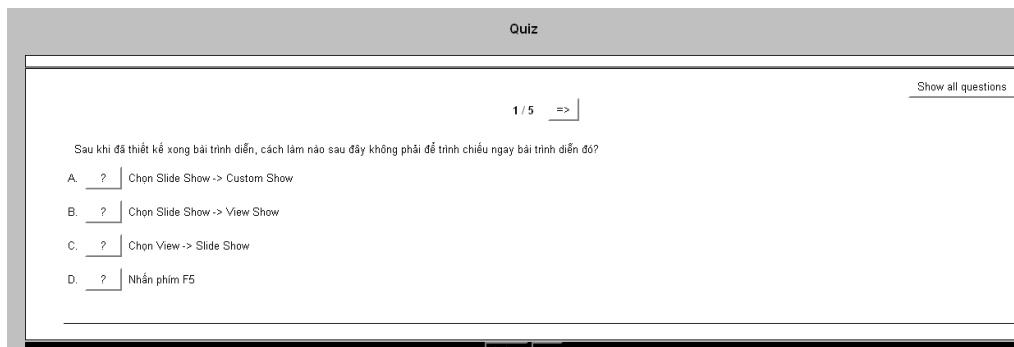 Quiz
Show all questions
1 / 5 =>
Sau khi đã thiết kế xong bài trình diễn, cách làm nào sau đây không phải để trình chiếu ngay bài trình diễn đó?
A. ? Chọn Slide Show -> Custom Show
B. ? Chọn Slide Show -> View Show
C. ? Chọn View -> Slide Show
D. ? Nhấn phím F5